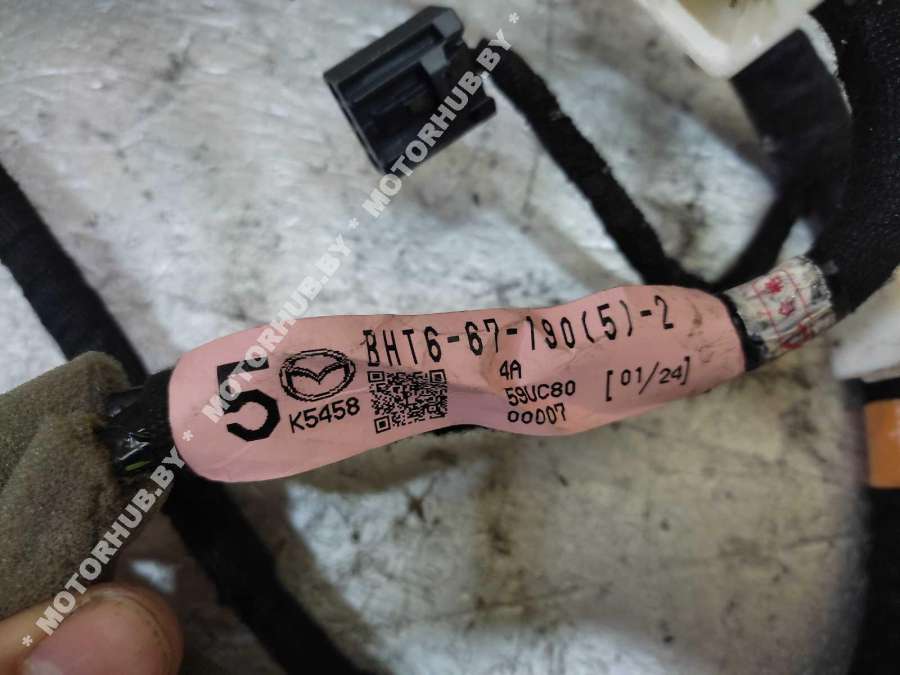 BHT6-67-190(5)-2
5
K5458
4A
59UC80
00007
[01/24]
* MOTORHUB.BY * MOTORHUB.BY * MOTORHUB.BY * MOTORHUB.BY *